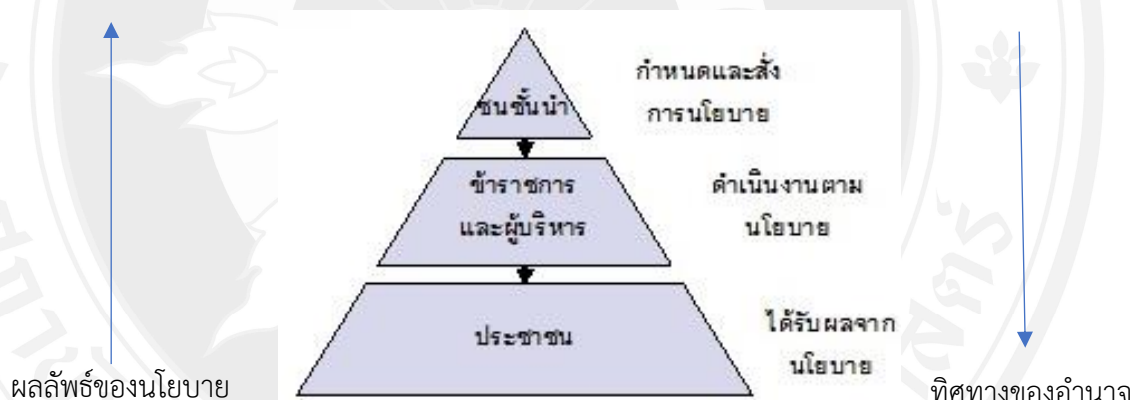 ชนชั้นนำ
กำหนดและสั่ง
การนโยบาย
ข้าราชการ
และผู้บริหาร
ดำเนินงานตาม
นโยบาย
ประชาชน
ได้รับผลจาก
นโยบาย
ผลลัพธ์ของนโยบาย
ทิศทางของอำนาจ